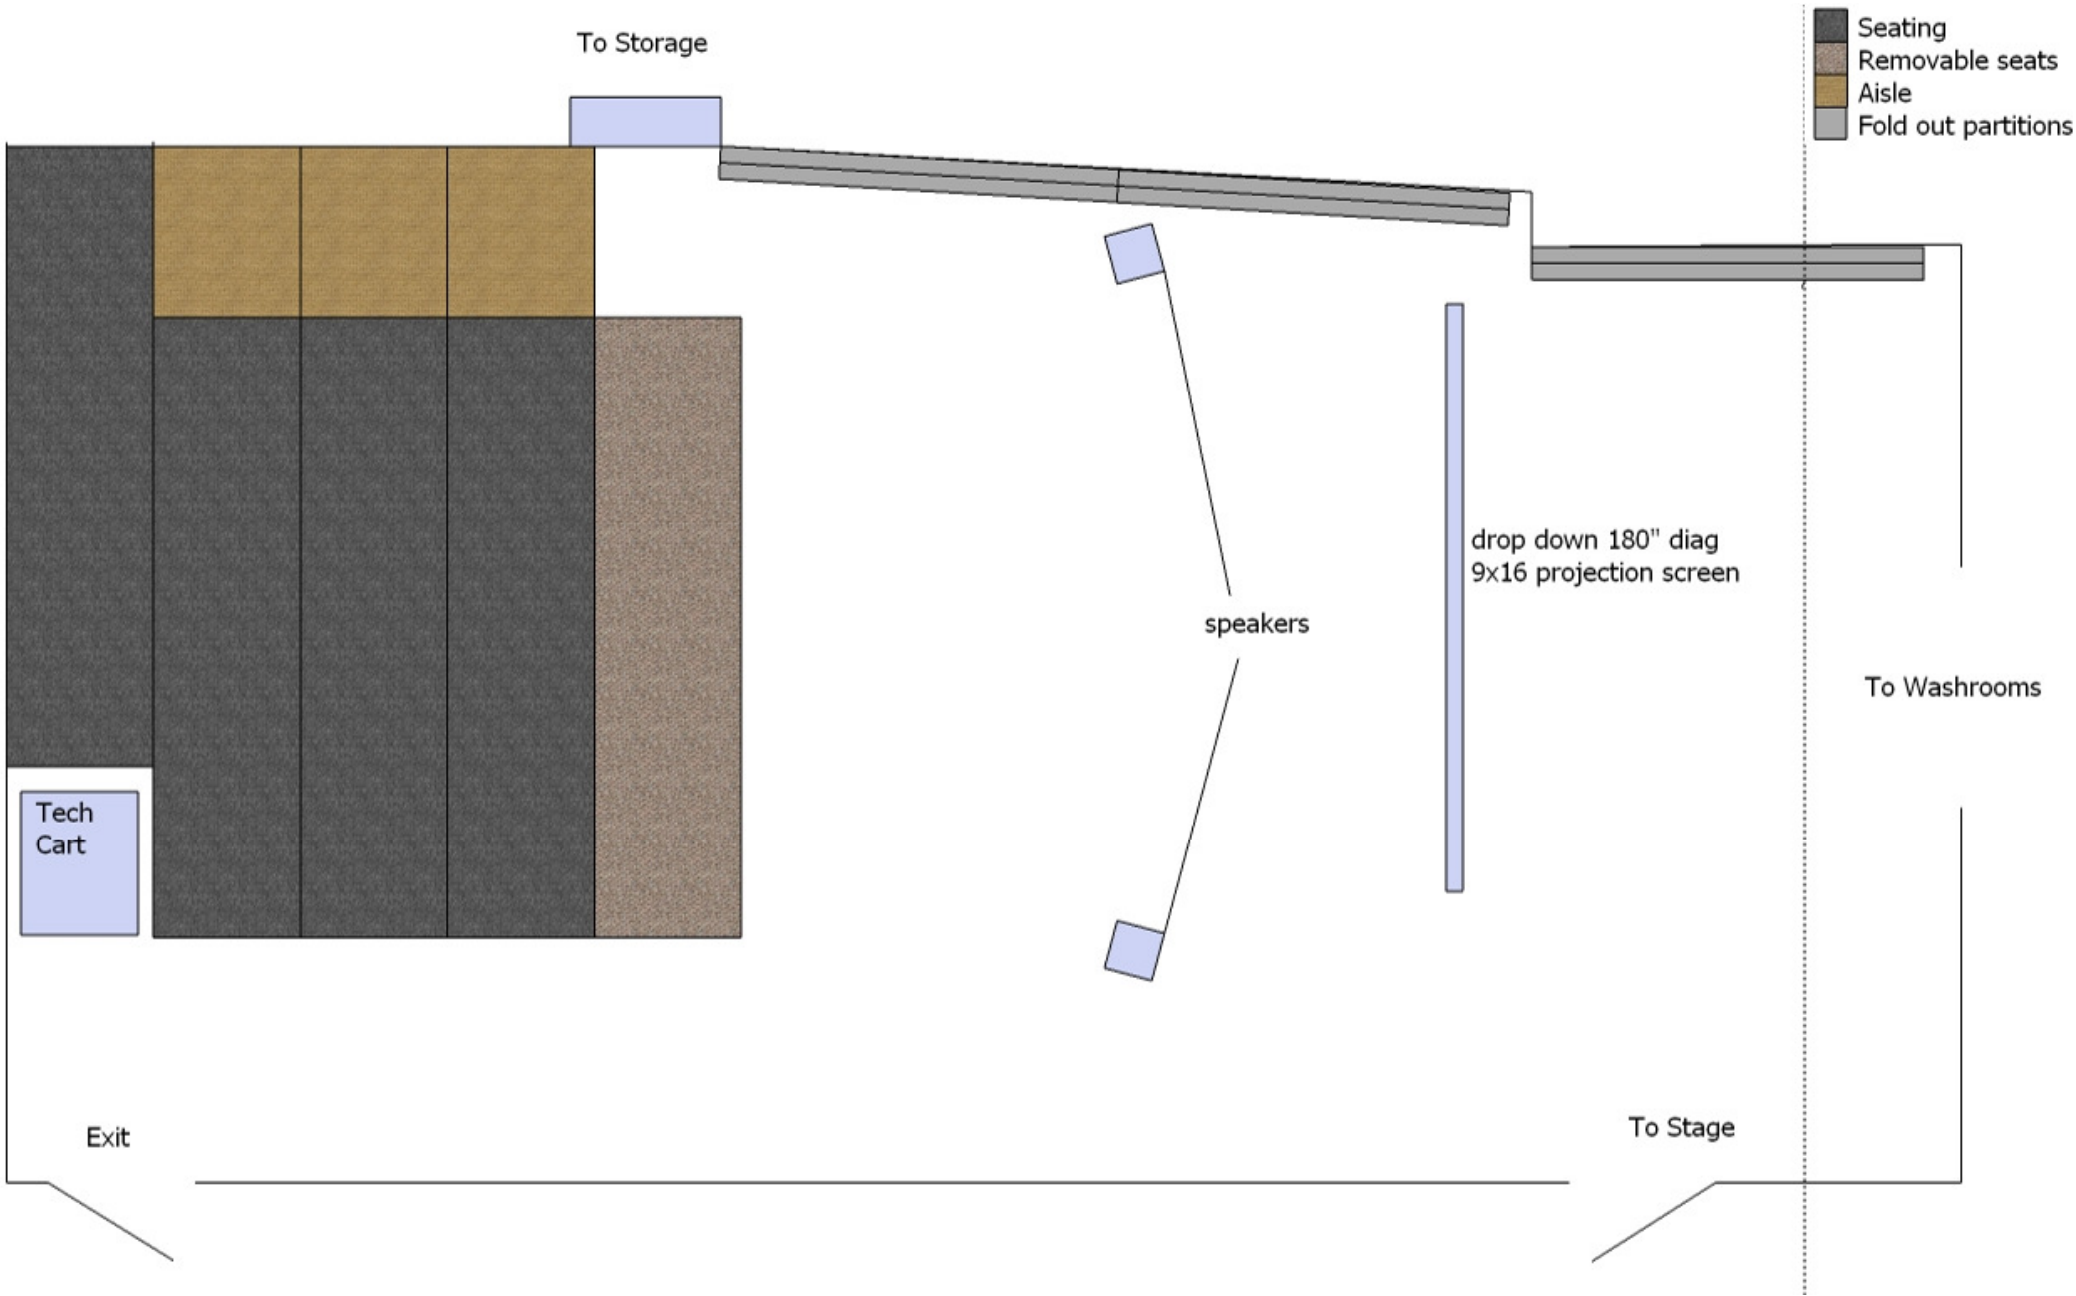 To Storage
Seating
Removable seats
Aisle
Fold out partitions
drop down 180" diag
9x16 projection screen
speakers
To Washrooms
Tech
Cart
Exit
To Stage